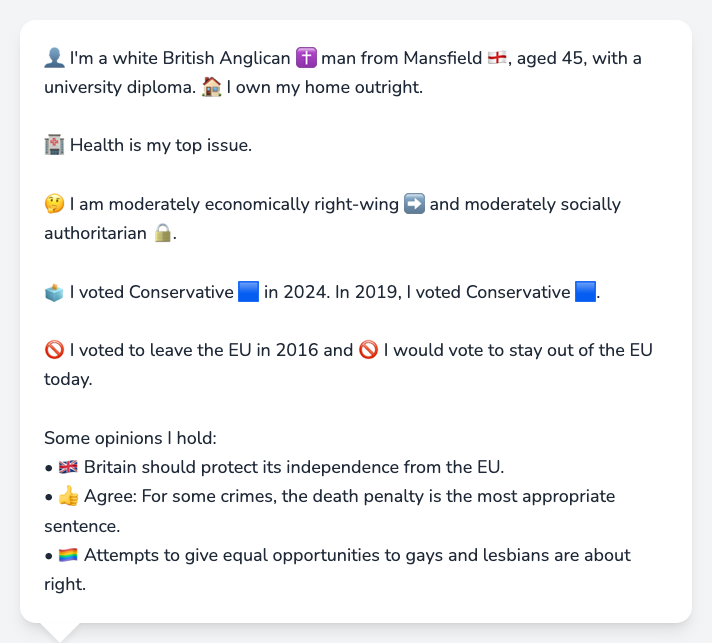 👤 I'm a white British Anglican ✝️ man from Mansfield 🏴󠁧󠁢󠁥󠁮󠁧󠁿, aged 45, with a
university diploma. 🏠 I own my home outright.
🏥 Health is my top issue.
🤔 I am moderately economically right-wing ➡️ and moderately socially
authoritarian 🔒.
🗳️ I voted Conservative 🟦 in 2024. In 2019, I voted Conservative 🟦.
🚫 I voted to leave the EU in 2016 and 🚫 I would vote to stay out of the EU
today.
Some opinions I hold:
• 🇬🇧 Britain should protect its independence from the EU.
• 👍 Agree: For some crimes, the death penalty is the most appropriate
sentence.
• 🏳️‍🌈 Attempts to give equal opportunities to gays and lesbians are about
right.